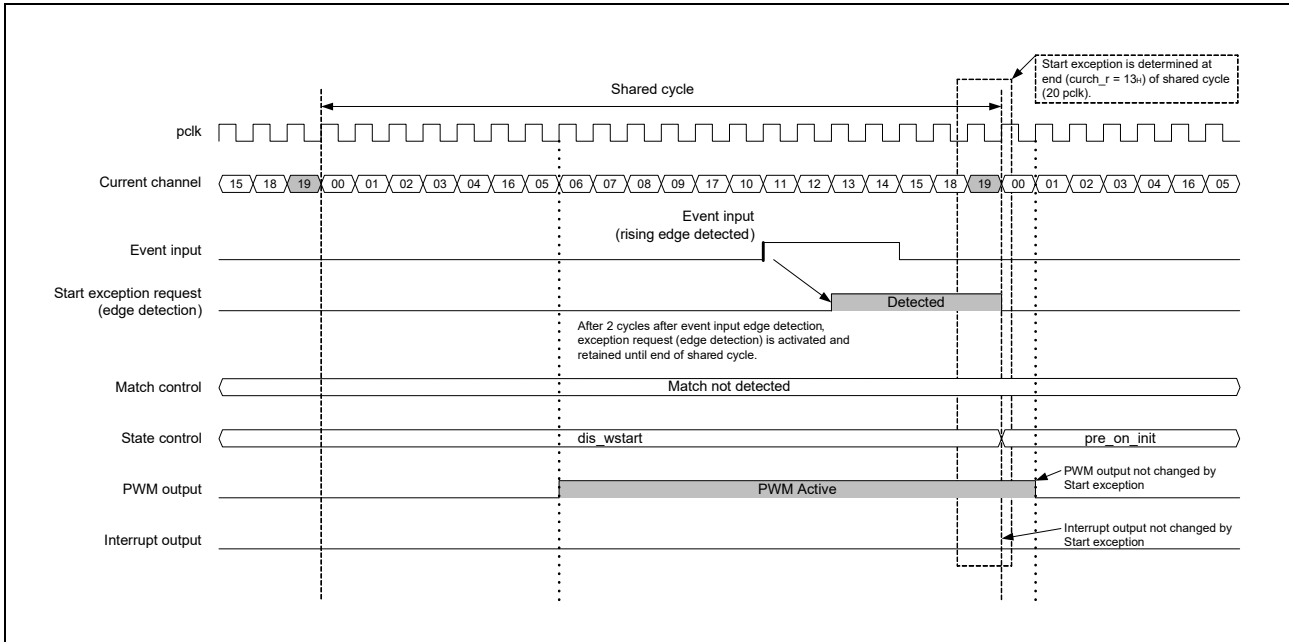 Start exception is determined at
end (curch_r = 13H) of shared cycle
(20 pclk).
Shared cycle
pclk
Current channel 15 18 19 00 01 02 03 04 16 05 06 07 08 09 17 10 11 12 13 14 15 18 19 00 01 02 03 04 16 05
Event input
(rising edge detected)
Event input
Start exception request
(edge detection)
Detected
After 2 cycles after event input edge detection,
exception request (edge detection) is activated and
retained until end of shared cycle.
Match control Match not detected
State control dis_wstart pre_on_init
PWM output PWM Active
PWM output not changed by
Start exception
Interrupt output
Interrupt output not changed by
Start exception